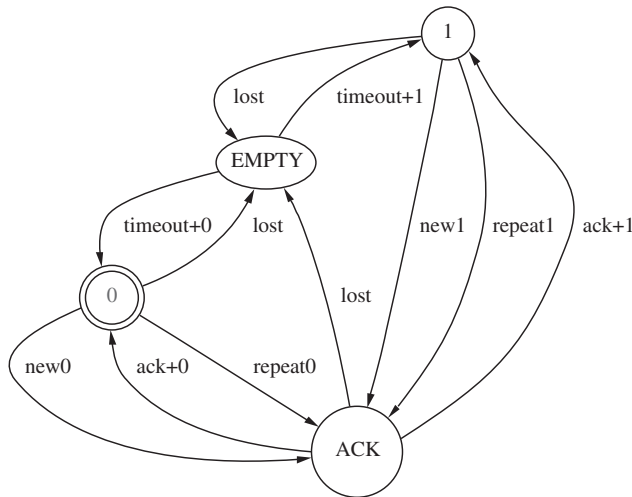 1
lost
timeout+1
EMPTY
timeout+0
lost
new1
repeat1
ack+1
0
lost
new0
ack+0
repeat0
ACK